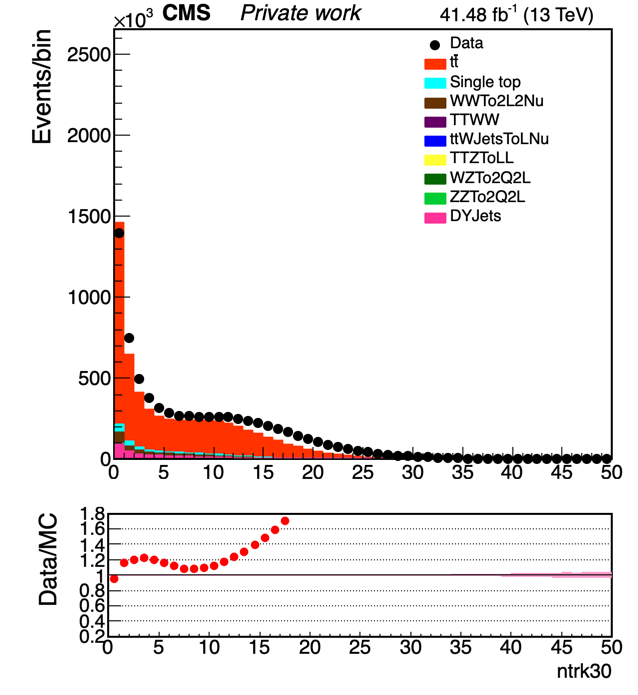 ×10³ CMS Private work 41.48 fb⁻¹ (13 TeV)
Events/bin
2500
2000
1500
1000
500
0
Data
tt̄
Single top
WWTo2L2Nu
TTWW
ttWJetsToLNu
TTZToLL
WZTo2Q2L
ZZTo2Q2L
DYJets
0 5 10 15 20 25 30 35 40 45 50
Data/MC
1.8
1.6
1.4
1.2
1
0.8
0.6
0.4
0.2
0 5 10 15 20 25 30 35 40 45 50
ntrk30